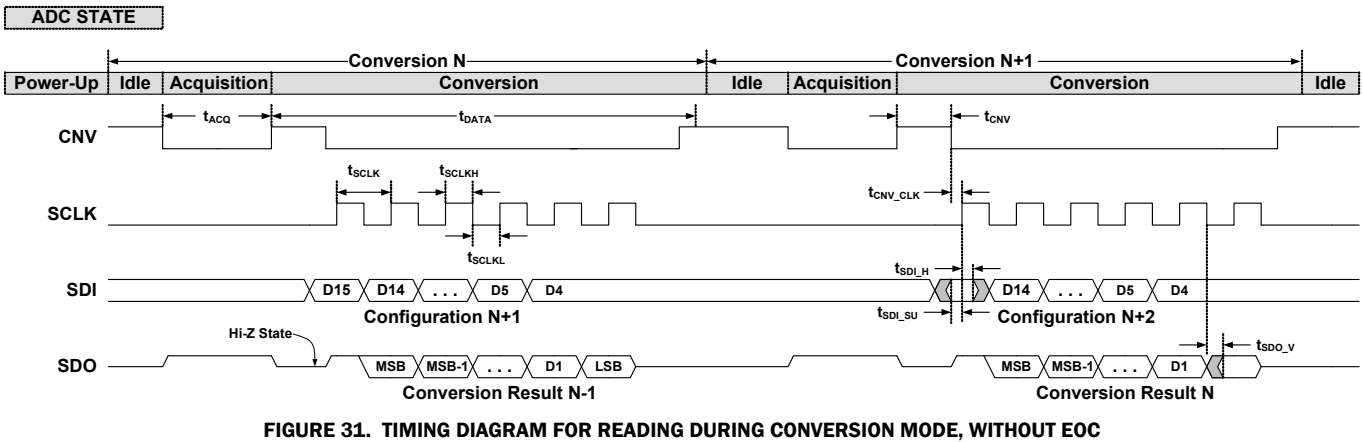 ADC STATE
Conversion N Conversion N+1
Power-Up Idle Acquisition Conversion Idle Acquisition Conversion Idle
CNV tACQ tDATA tCNV
tSCLK tSCLKH tCNV_CLK
SCLK
tSCLKL
tSDI_H
SDI D15 D14 . . . D5 D4 D14 . . . D5 D4
Configuration N+1 tSDI_SU Configuration N+2
Hi-Z State tSDO_V
SDO MSB MSB-1 . . . D1 LSB MSB MSB-1 . . . D1
Conversion Result N-1 Conversion Result N
FIGURE 31. TIMING DIAGRAM FOR READING DURING CONVERSION MODE, WITHOUT EOC